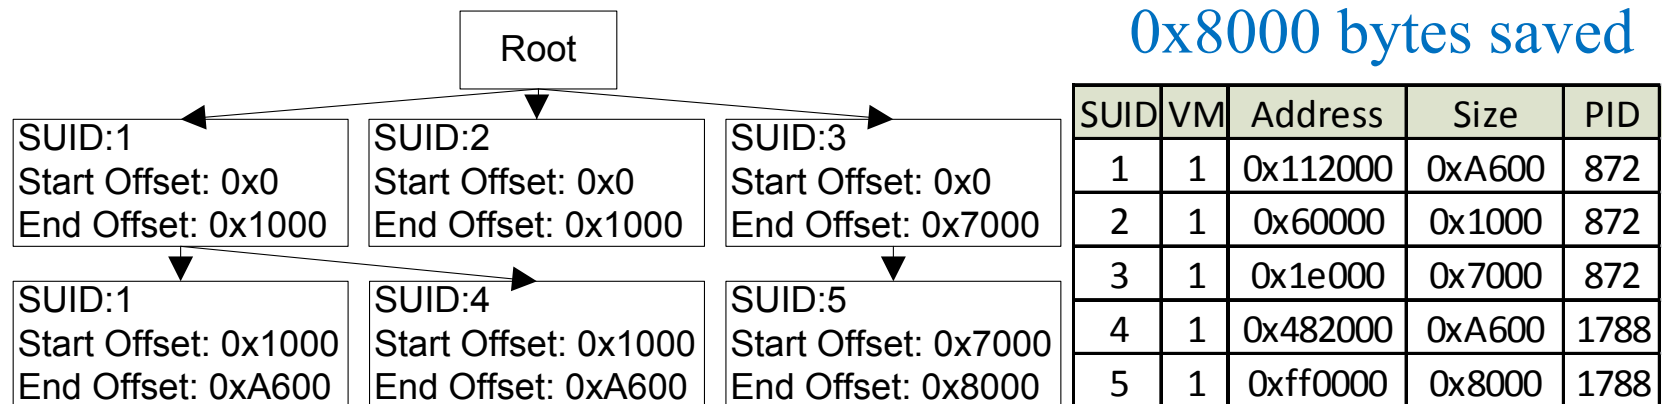 Root
SUID:1
Start Offset: 0x0
End Offset: 0x1000
SUID:2
Start Offset: 0x0
End Offset: 0x1000
SUID:3
Start Offset: 0x0
End Offset: 0x7000
SUID:1
Start Offset: 0x1000
End Offset: 0xA600
SUID:4
Start Offset: 0x1000
End Offset: 0xA600
SUID:5
Start Offset: 0x7000
End Offset: 0x8000
0x8000 bytes saved
SUID VM Address Size PID
1 1 0x112000 0xA600 872
2 1 0x60000 0x1000 872
3 1 0x1e000 0x7000 872
4 1 0x482000 0xA600 1788
5 1 0xff0000 0x8000 1788